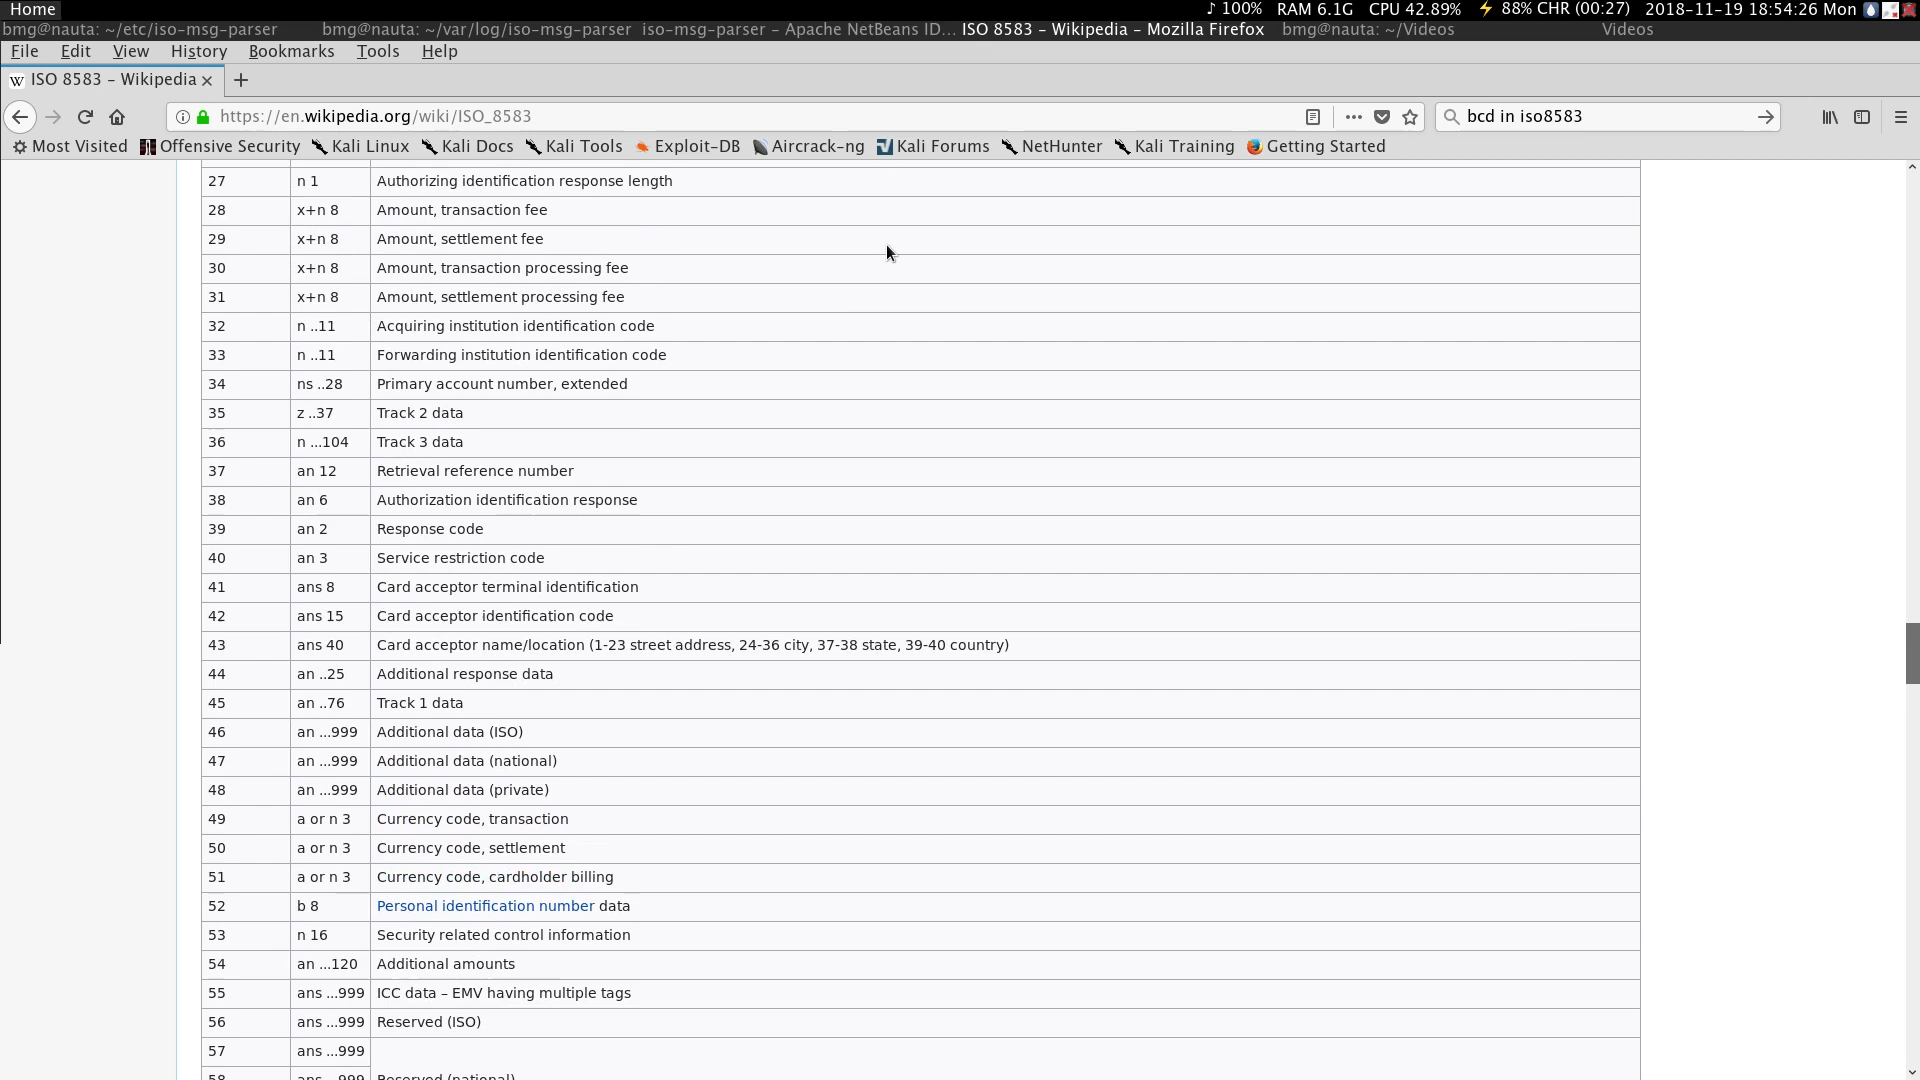 Home ♪ 100% RAM 6.1G CPU 42.89% ⚡ 88% CHR (00:27) 2018-11-19 18:54:26 Mon
bmg@nauta: ~/etc/iso-msg-parser bmg@nauta: ~/var/log/iso-msg-parser iso-msg-parser – Apache NetBeans ID... ISO 8583 – Wikipedia – Mozilla Firefox bmg@nauta: ~/Videos Videos
File Edit View History Bookmarks Tools Help
W ISO 8583 – Wikipedia × +
https://en.wikipedia.org/wiki/ISO_8583 bcd in iso8583
Most Visited Offensive Security Kali Linux Kali Docs Kali Tools Exploit-DB Aircrack-ng Kali Forums NetHunter Kali Training Getting Started
27 n 1 Authorizing identification response length
28 x+n 8 Amount, transaction fee
29 x+n 8 Amount, settlement fee
30 x+n 8 Amount, transaction processing fee
31 x+n 8 Amount, settlement processing fee
32 n ..11 Acquiring institution identification code
33 n ..11 Forwarding institution identification code
34 ns ..28 Primary account number, extended
35 z ..37 Track 2 data
36 n ...104 Track 3 data
37 an 12 Retrieval reference number
38 an 6 Authorization identification response
39 an 2 Response code
40 an 3 Service restriction code
41 ans 8 Card acceptor terminal identification
42 ans 15 Card acceptor identification code
43 ans 40 Card acceptor name/location (1-23 street address, 24-36 city, 37-38 state, 39-40 country)
44 an ..25 Additional response data
45 an ..76 Track 1 data
46 an ...999 Additional data (ISO)
47 an ...999 Additional data (national)
48 an ...999 Additional data (private)
49 a or n 3 Currency code, transaction
50 a or n 3 Currency code, settlement
51 a or n 3 Currency code, cardholder billing
52 b 8 Personal identification number data
53 n 16 Security related control information
54 an ...120 Additional amounts
55 ans ...999 ICC data – EMV having multiple tags
56 ans ...999 Reserved (ISO)
57 ans ...999
58 ans ...999 Reserved (national)